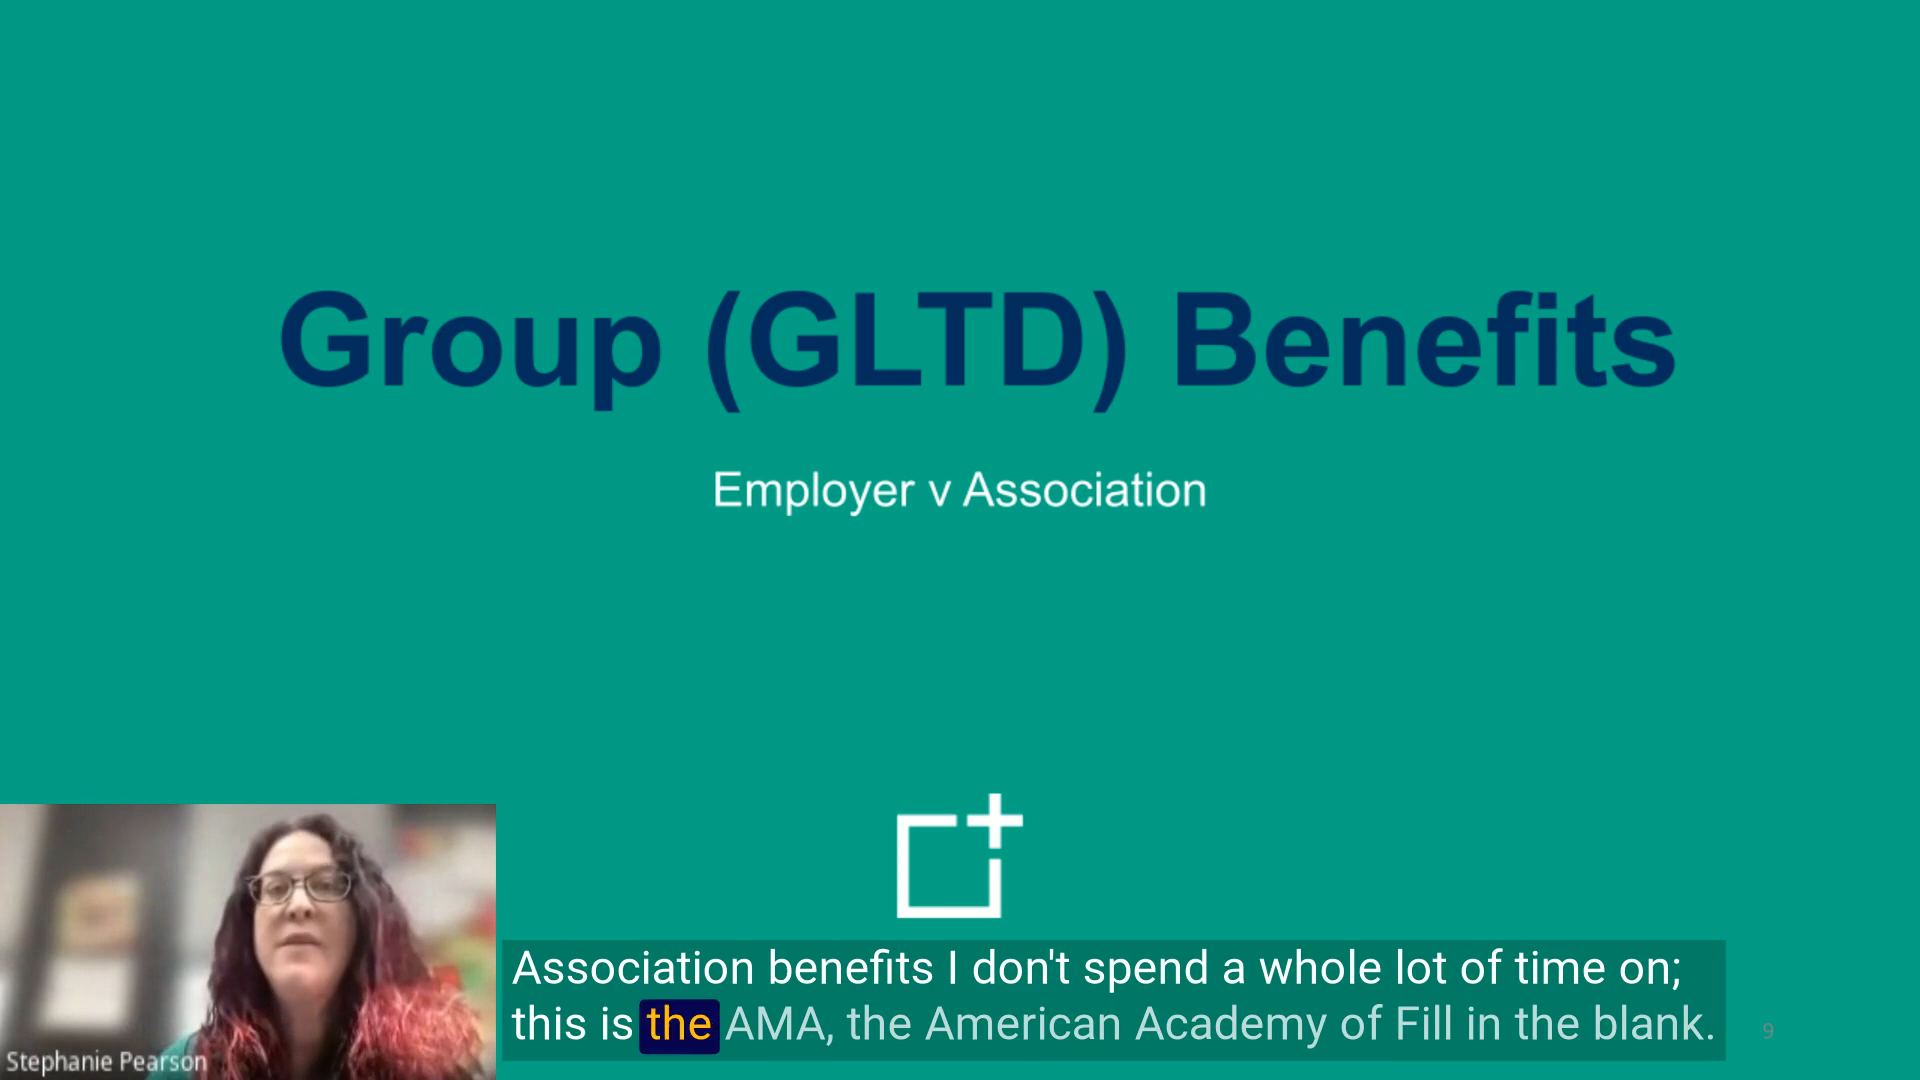 Group (GLTD) Benefits
Employer v Association
Association benefits I don't spend a whole lot of time on;
this is the AMA, the American Academy of Fill in the blank.
9
Stephanie Pearson